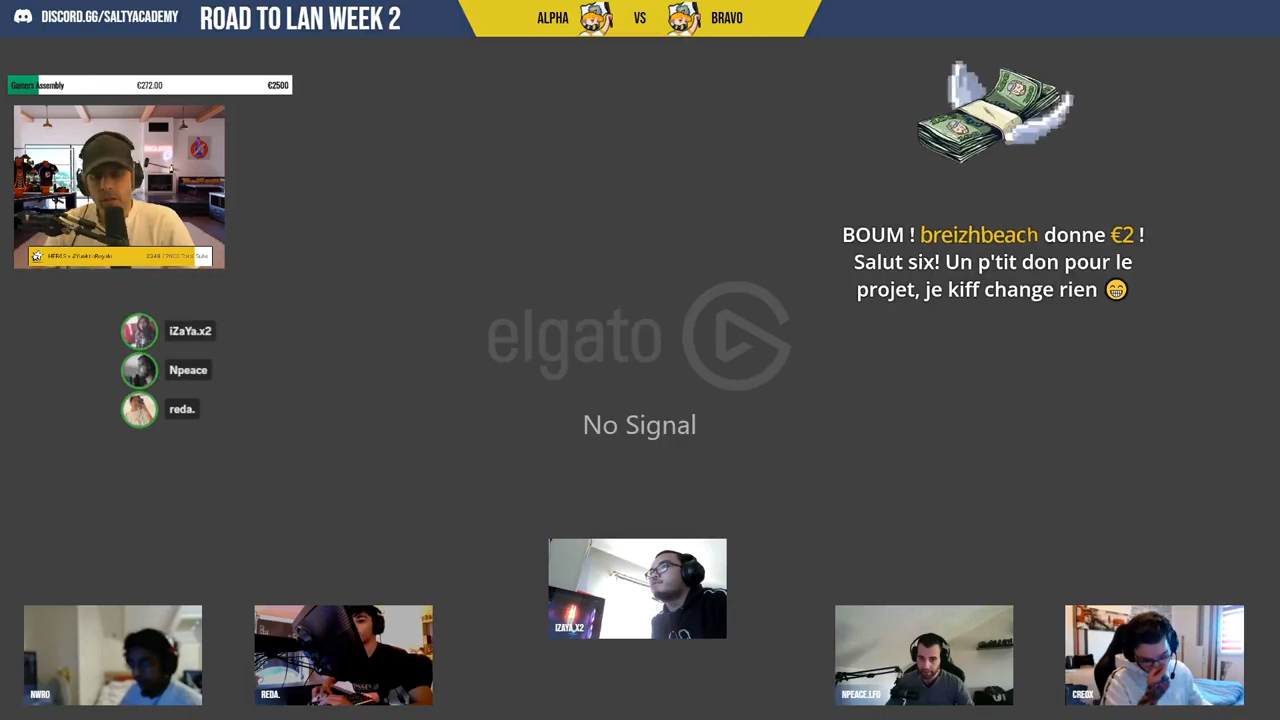 DISCORD.GG/SALTYACADEMY
ROAD TO LAN WEEK 2
ALPHA
VS
BRAVO
Gamers Assembly
€272.00
€2500
BOUM ! breizhbeach donne €2 !
Salut six! Un p'tit don pour le
projet, je kiff change rien 😁
iZaYa.x2
Npeace
reda.
elgato
No Signal
IZAYA.X2
NWRO
REDA.
NPEACE.LFO
CREOX